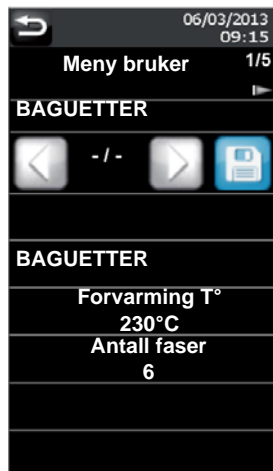 06/03/2013
09:15
Meny bruker 1/5
BAGUETTER
- / -
BAGUETTER
Forvarming T°
230°C
Antall faser
6